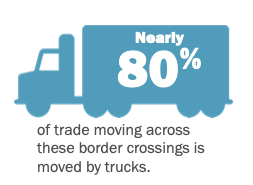 Nearly
80%
of trade moving across
these border crossings is
moved by trucks.